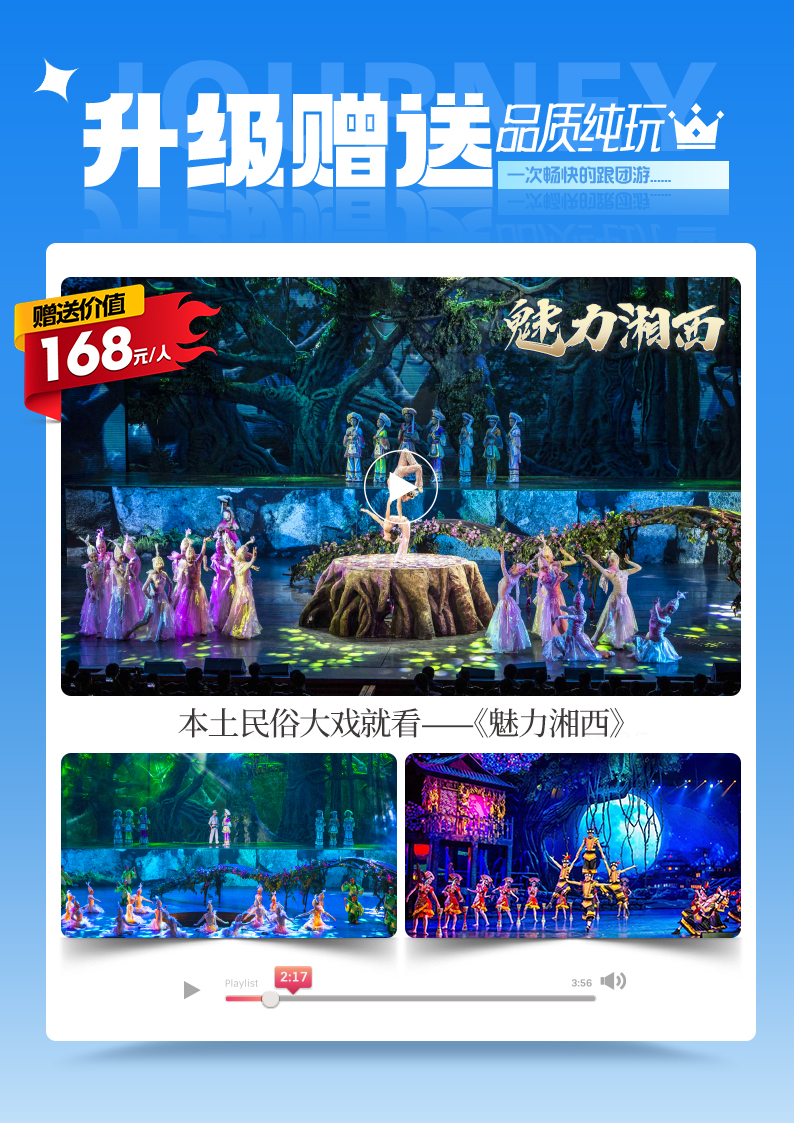 JOURNEY
升级赠送
品质纯玩
一次畅快的跟团游......
赠送价值
168元/人
魅力湘西
本土民俗大戏就看——《魅力湘西》
Playlist
2:17
3:56